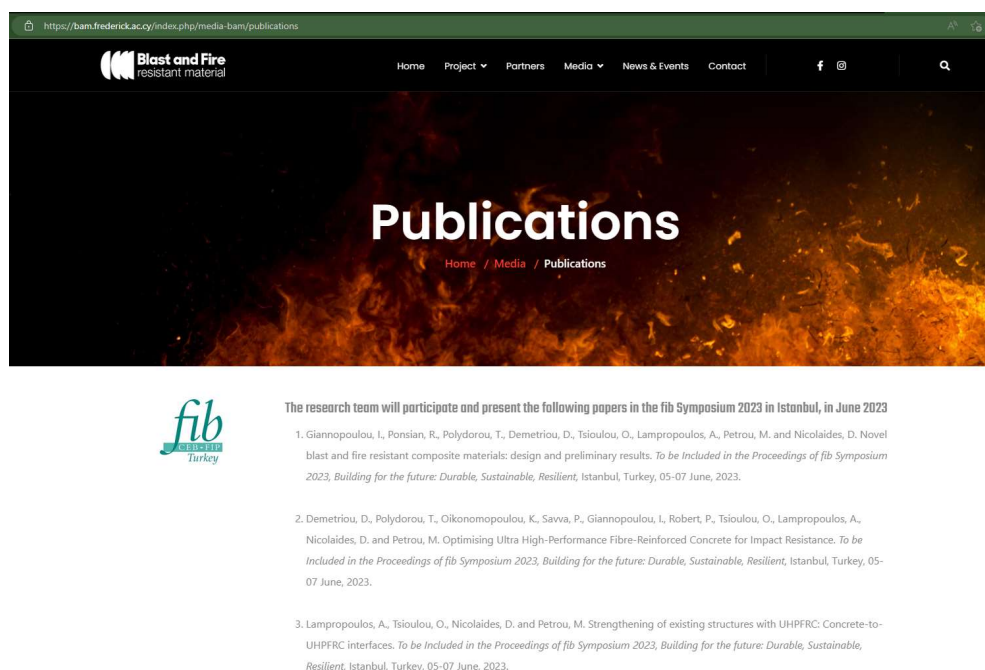 https://bam.frederick.ac.cy/index.php/media-bam/publications
Blast and Fire
resistant material
Home Project Partners Media News & Events Contact
Publications
Home / Media / Publications
fib
CEB-FIP
Turkey
The research team will participate and present the following papers in the fib Symposium 2023 in Istanbul, in June 2023
1. Giannopoulou, I., Ponsian, R., Polydorou, T., Demetriou, D., Tsioulou, O., Lampropoulos, A., Petrou, M. and Nicolaides, D. Novel
blast and fire resistant composite materials: design and preliminary results. To be Included in the Proceedings of fib Symposium
2023, Building for the future: Durable, Sustainable, Resilient, Istanbul, Turkey, 05-07 June, 2023.
2. Demetriou, D., Polydorou, T., Oikonomopoulou, K., Savva, P., Giannopoulou, I., Robert, P., Tsioulou, O., Lampropoulos, A.,
Nicolaides, D. and Petrou, M. Optimising Ultra High-Performance Fibre-Reinforced Concrete for Impact Resistance. To be
Included in the Proceedings of fib Symposium 2023, Building for the future: Durable, Sustainable, Resilient, Istanbul, Turkey, 05-
07 June, 2023.
3. Lampropoulos, A., Tsioulou, O., Nicolaides, D. and Petrou, M. Strengthening of existing structures with UHPFRC: Concrete-to-
UHPFRC interfaces. To be Included in the Proceedings of fib Symposium 2023, Building for the future: Durable, Sustainable,
Resilient, Istanbul, Turkey, 05-07 June, 2023.